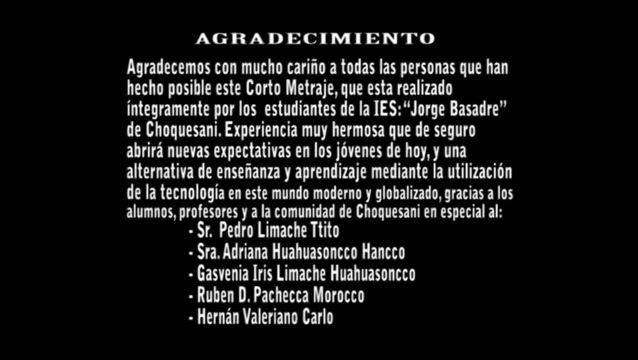 AGRADECIMIENTO
Agradecemos con mucho cariño a todas las personas que han
hecho posible este Corto Metraje, que esta realizado
íntegramente por los estudiantes de la IES: “Jorge Basadre”
de Choquesani. Experiencia muy hermosa que de seguro
abrirá nuevas expectativas en los jóvenes de hoy, y una
alternativa de enseñanza y aprendizaje mediante la utilización
de la tecnología en este mundo moderno y globalizado, gracias a los
alumnos, profesores y a la comunidad de Choquesani en especial al:
- Sr. Pedro Limache Ttito
- Sra. Adriana Huahuasoncco Hancco
- Gasvenia Iris Limache Huahuasoncco
- Ruben D. Pachecca Morocco
- Hernán Valeriano Carlo